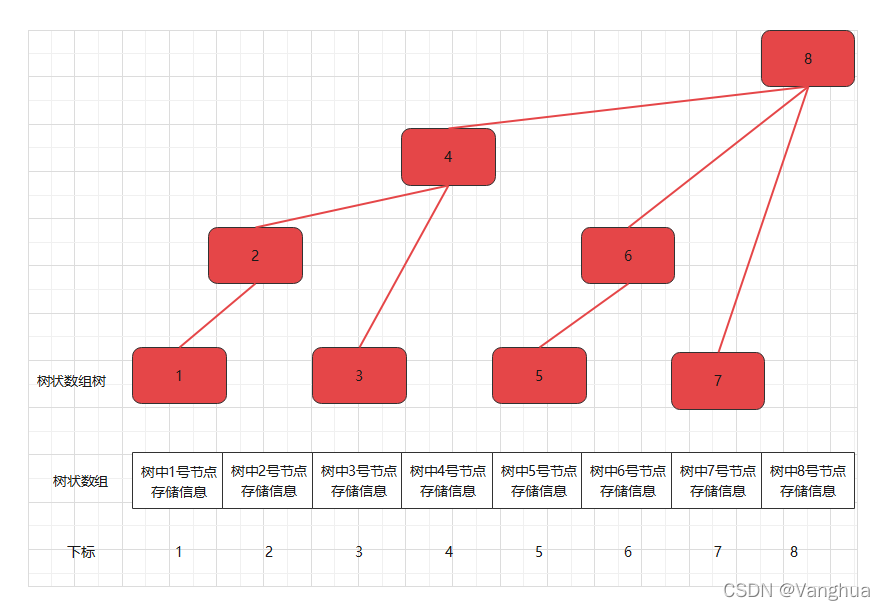 8
4
2
6
树状数组树
1
3
5
7
树状数组
树中1号节点
存储信息
树中2号节点
存储信息
树中3号节点
存储信息
树中4号节点
存储信息
树中5号节点
存储信息
树中6号节点
存储信息
树中7号节点
存储信息
树中8号节点
存储信息
下标 1 2 3 4 5 6 7 8
CSDN @Vanghua